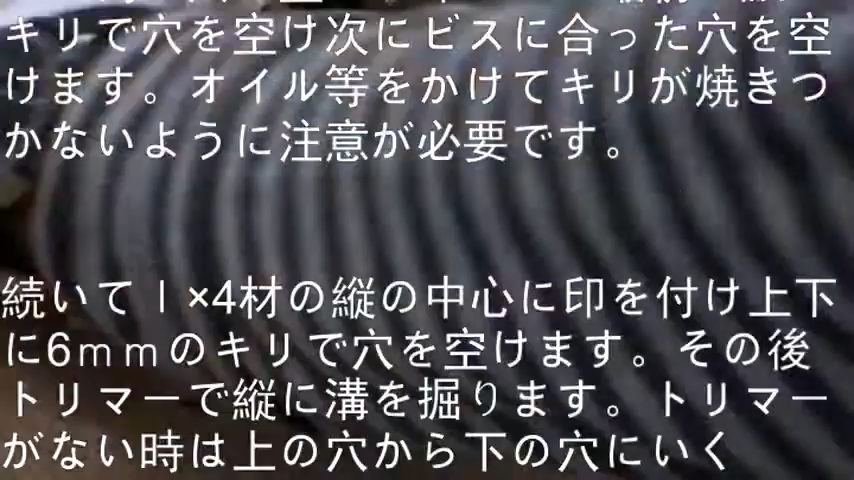 キリで穴を空け次にビスに合った穴を空
けます。オイル等をかけてキリが焼きつ
かないように注意が必要です。
続いて１×4材の縦の中心に印を付け上下
に6ｍｍのキリで穴を空けます。その後
トリマーで縦に溝を掘ります。トリマー
がない時は上の穴から下の穴にいく